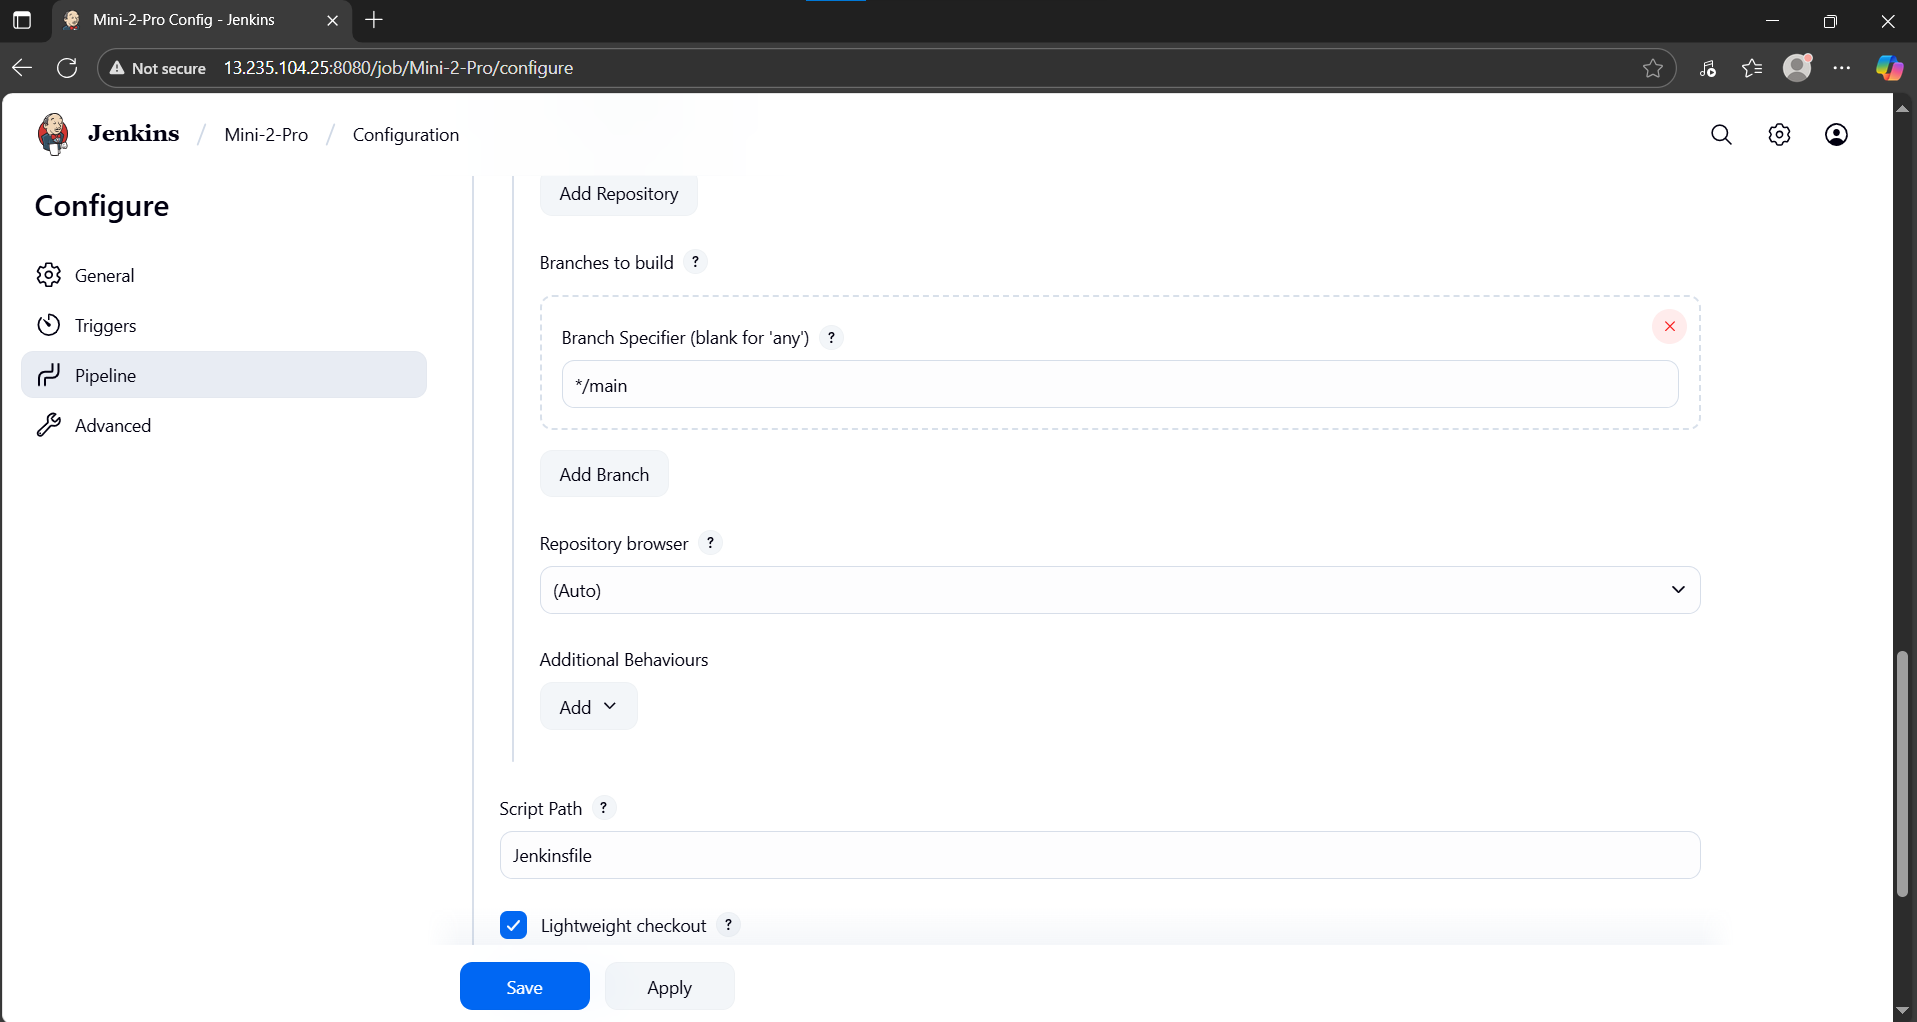 Mini-2-Pro Config - Jenkins
Not secure 13.235.104.25:8080/job/Mini-2-Pro/configure
Jenkins / Mini-2-Pro / Configuration
Configure
General
Triggers
Pipeline
Advanced
Add Repository
Branches to build ?
Branch Specifier (blank for 'any') ?
*/main
Add Branch
Repository browser ?
(Auto)
Additional Behaviours
Add
Script Path ?
Jenkinsfile
Lightweight checkout ?
Save Apply